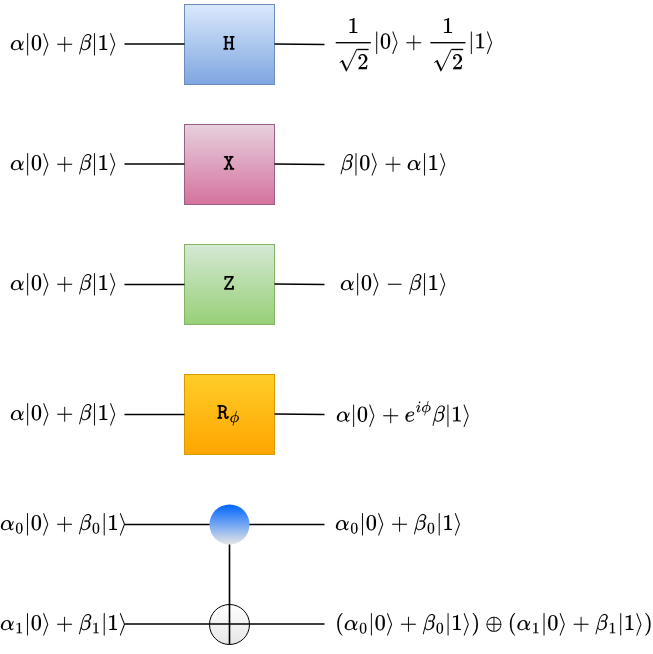 α|0⟩ + β|1⟩ H 1/√2|0⟩ + 1/√2|1⟩
α|0⟩ + β|1⟩ X β|0⟩ + α|1⟩
α|0⟩ + β|1⟩ Z α|0⟩ − β|1⟩
α|0⟩ + β|1⟩ R_ϕ α|0⟩ + e^{iϕ}β|1⟩
α₀|0⟩ + β₀|1⟩ α₀|0⟩ + β₀|1⟩
α₁|0⟩ + β₁|1⟩ (α₀|0⟩ + β₀|1⟩) ⊕ (α₁|0⟩ + β₁|1⟩)